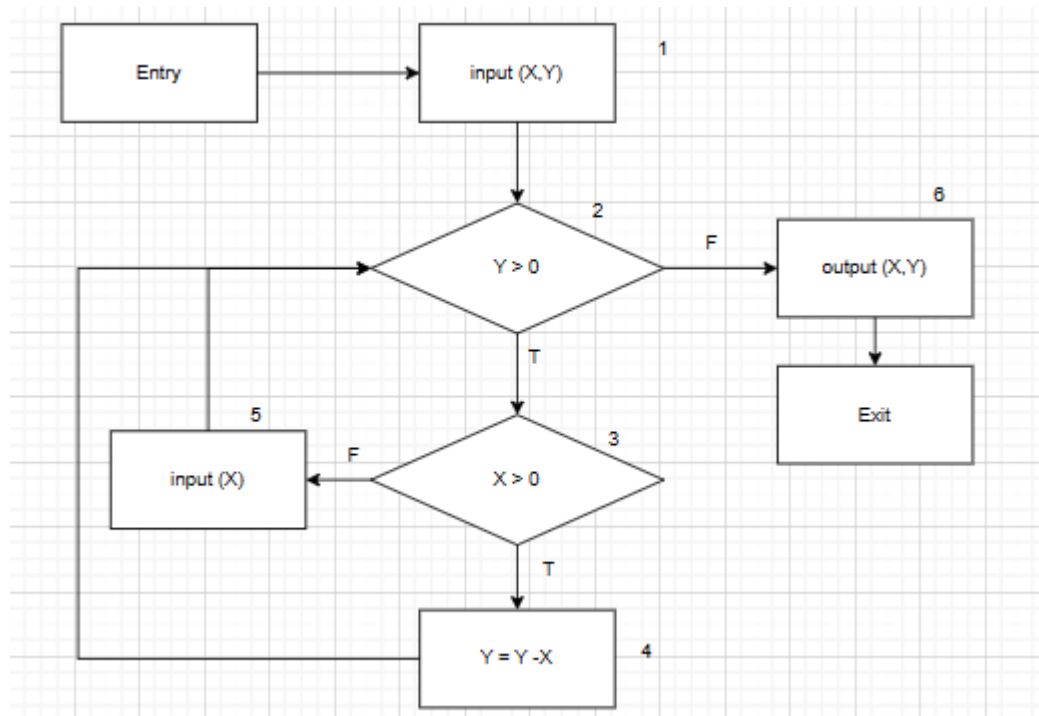 Entry
input (X,Y)
1
2
Y > 0
F
6
output (X,Y)
T
Exit
5
input (X)
F
3
X > 0
T
Y = Y -X
4